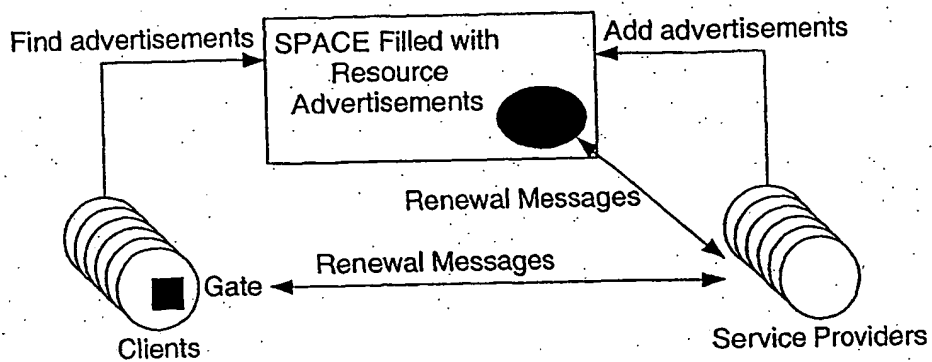 Find advertisements
SPACE Filled with
Resource
Advertisements
Add advertisements
Renewal Messages
Renewal Messages
Gate
Clients
Service Providers